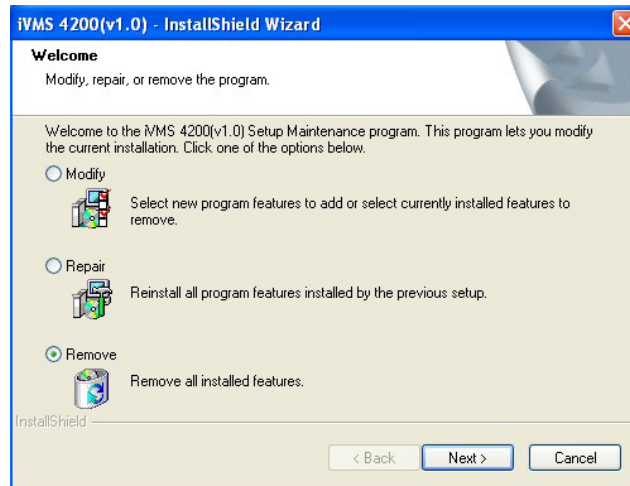 iVMS 4200(v1.0) - InstallShield Wizard
Welcome
Modify, repair, or remove the program.
Welcome to the iVMS 4200(v1.0) Setup Maintenance program. This program lets you modify
the current installation. Click one of the options below.
Modify
Select new program features to add or select currently installed features to
remove.
Repair
Reinstall all program features installed by the previous setup.
Remove
Remove all installed features.
InstallShield
< Back
Next >
Cancel